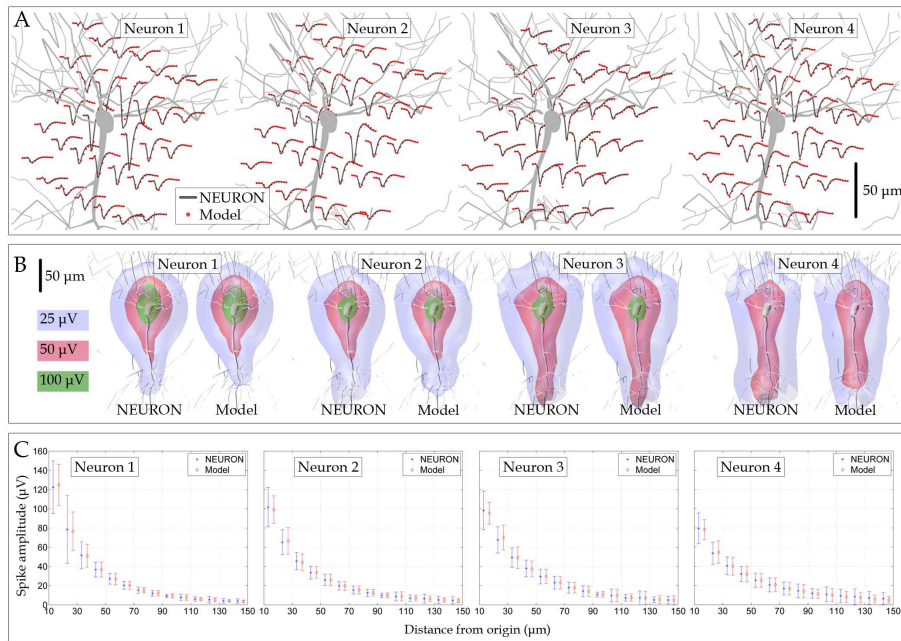 A
Neuron 1
Neuron 2
Neuron 3
Neuron 4
NEURON
Model
50 μm
B
50 μm
Neuron 1
Neuron 2
Neuron 3
Neuron 4
25 μV
50 μV
100 μV
NEURON Model
NEURON Model
NEURON Model
NEURON Model
C
Neuron 1
Neuron 2
Neuron 3
Neuron 4
NEURON
Model
NEURON
Model
NEURON
Model
NEURON
Model
Spike amplitude (μV)
160
140
120
100
80
60
40
20
0
10 30 50 70 90 110 130 150
10 30 50 70 90 110 130 150
10 30 50 70 90 110 130 150
10 30 50 70 90 110 130 150
Distance from origin (μm)